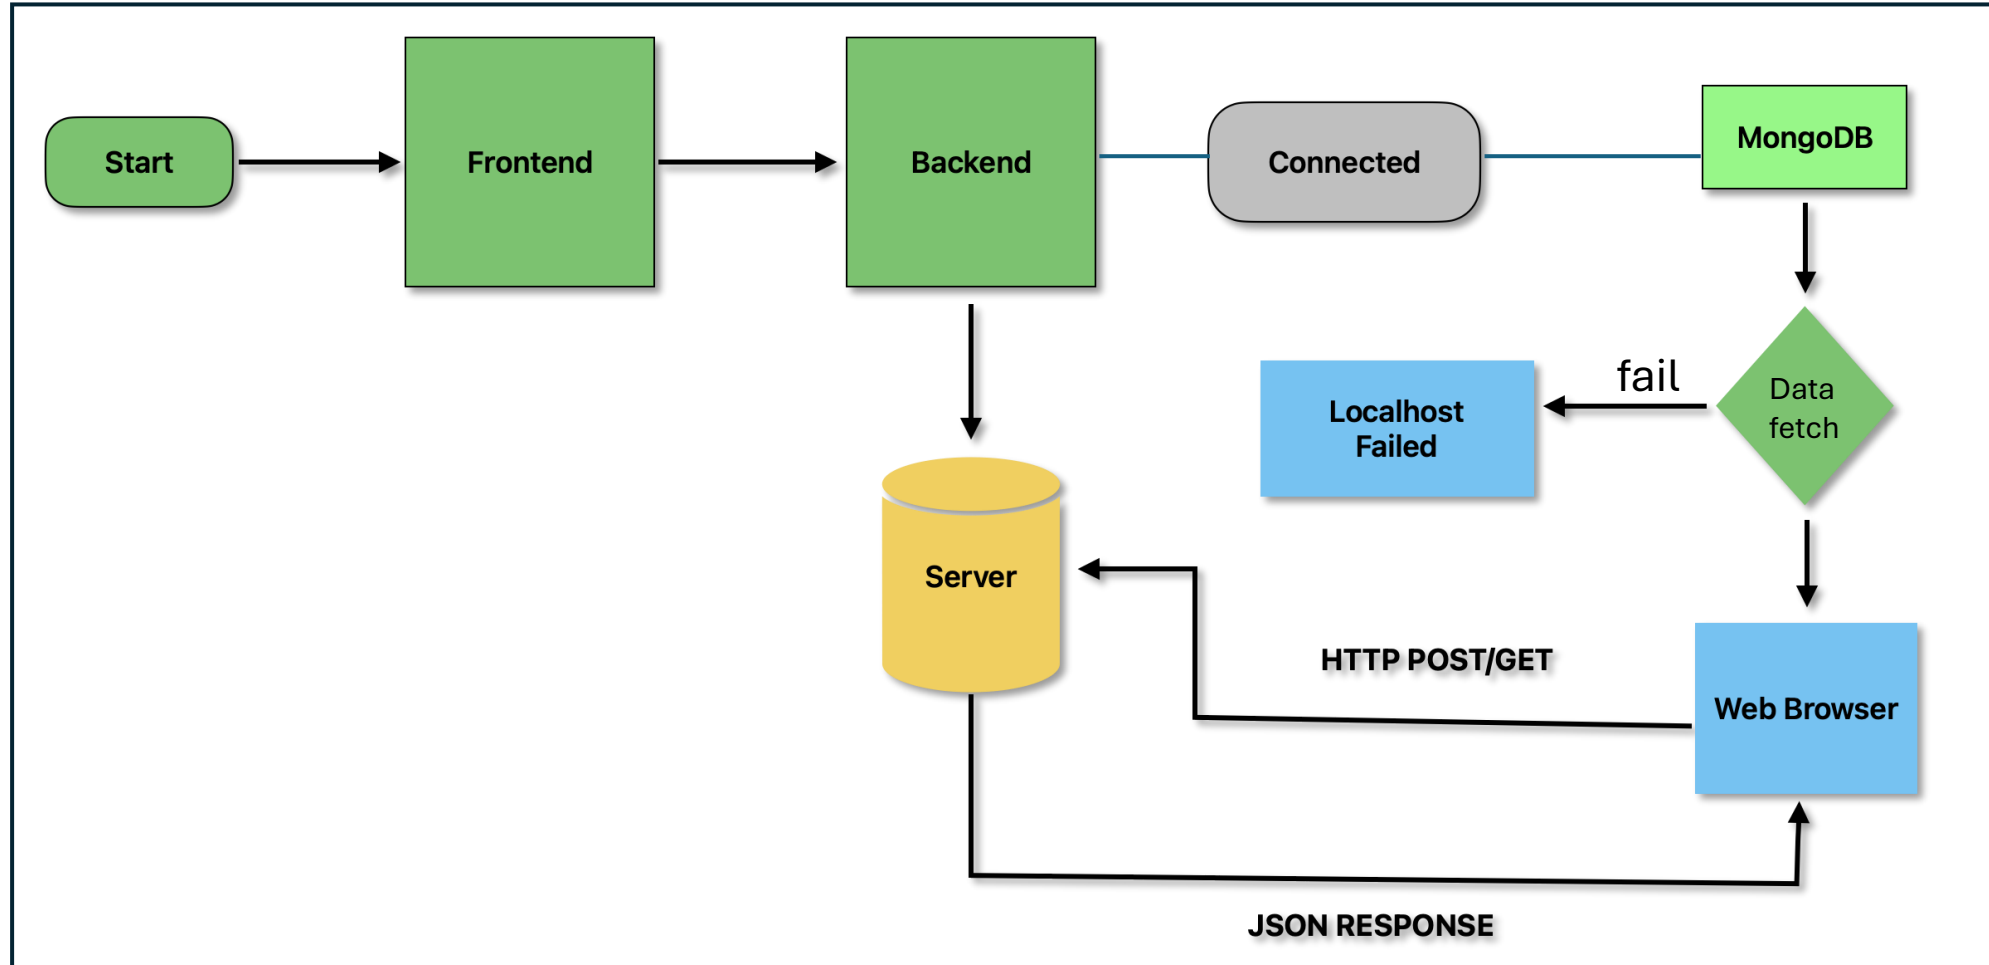 Start
Frontend
Backend
Connected
MongoDB
fail
Data
fetch
Localhost
Failed
Server
HTTP POST/GET
Web Browser
JSON RESPONSE